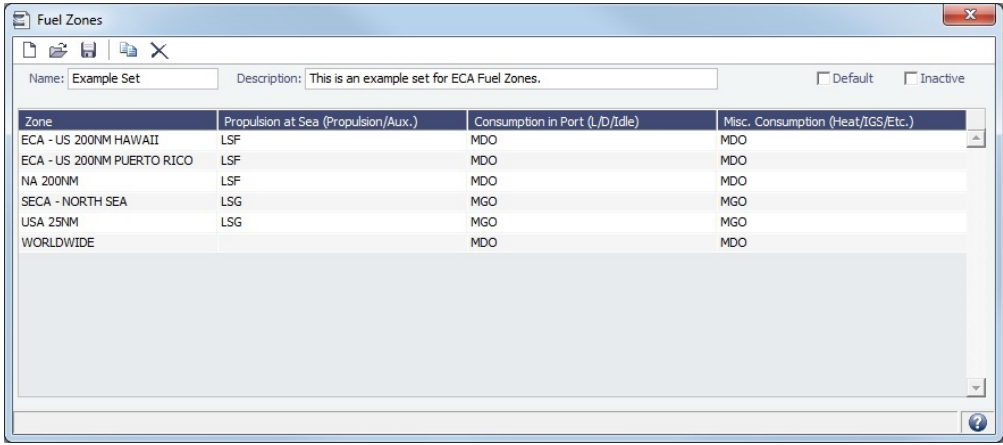 Fuel Zones
Name: Example Set Description: This is an example set for ECA Fuel Zones. Default Inactive
Zone Propulsion at Sea (Propulsion/Aux.) Consumption in Port (L/D/Idle) Misc. Consumption (Heat/IGS/Etc.)
ECA - US 200NM HAWAII LSF MDO MDO
ECA - US 200NM PUERTO RICO LSF MDO MDO
NA 200NM LSF MDO MDO
SECA - NORTH SEA LSG MGO MGO
USA 25NM LSG MGO MGO
WORLDWIDE MDO MDO